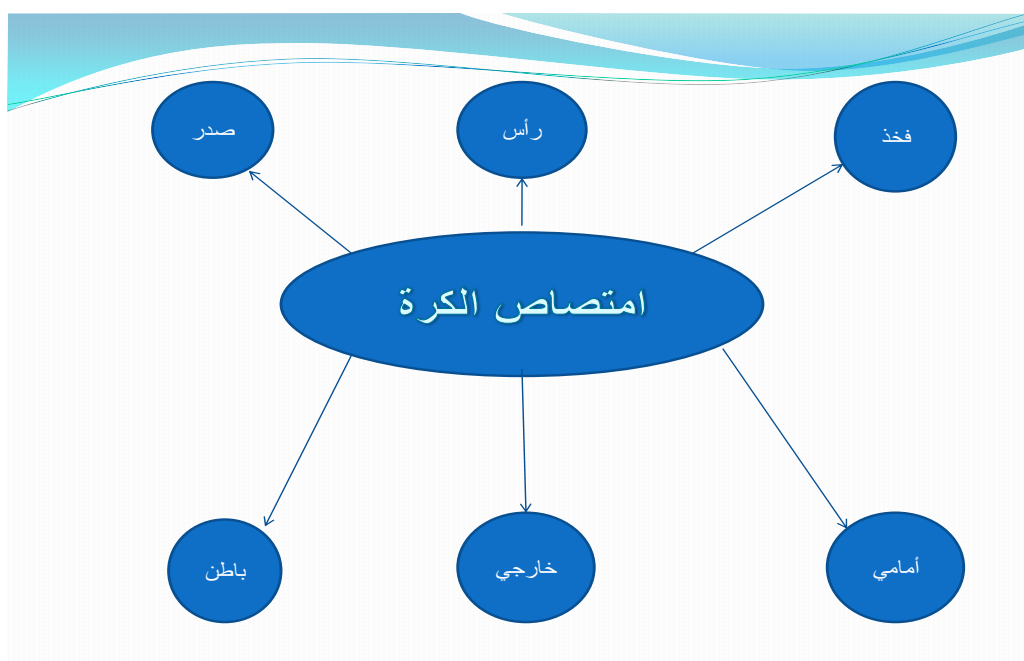 فخذ
رأس
صدر
امتصاص الكرة
أمامي
خارجي
باطن